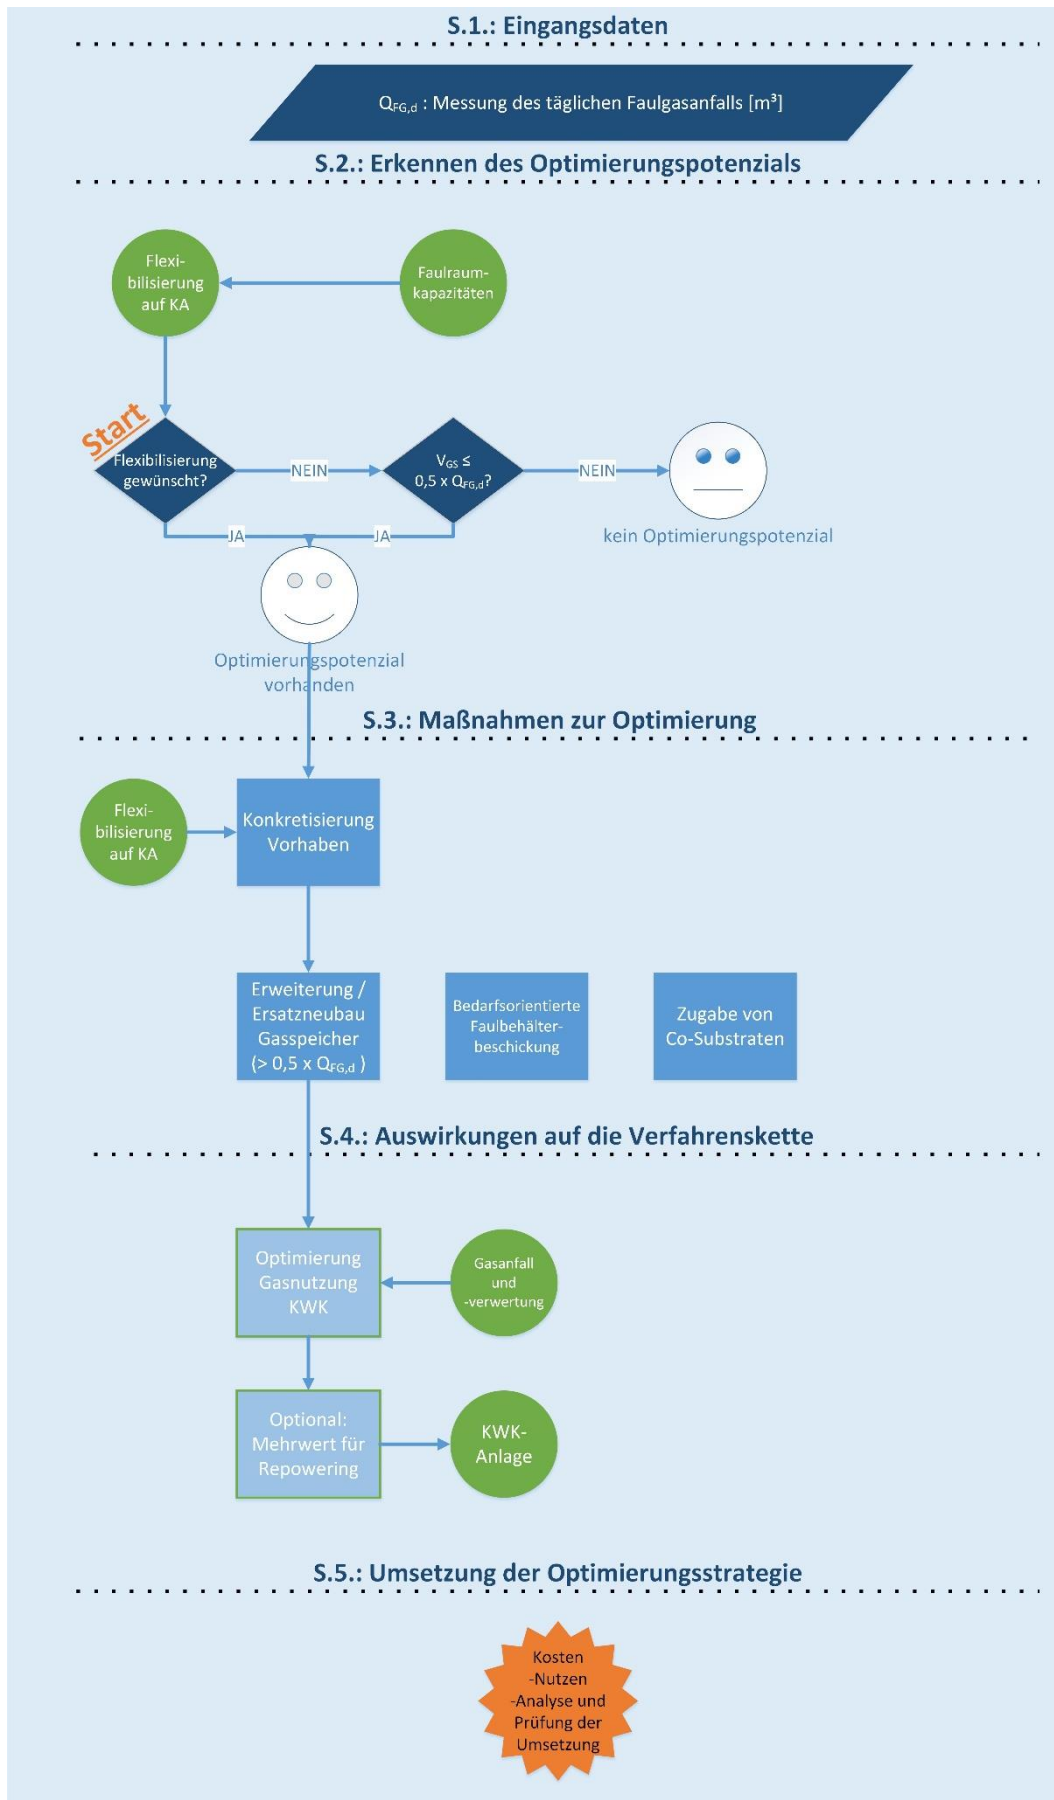 S.1.: Eingangsdaten
Q_FG,d : Messung des täglichen Faulgasanfalls [m³]
S.2.: Erkennen des Optimierungspotenzials
Flexi-
bilisierung
auf KA
Faulraum-
kapazitäten
Start
Flexibilisierung
gewünscht?
NEIN
V_GS ≤
0,5 x Q_FG,d?
NEIN
JA
JA
kein Optimierungspotenzial
Optimierungspotenzial
vorhanden
S.3.: Maßnahmen zur Optimierung
Flexi-
bilisierung
auf KA
Konkretisierung
Vorhaben
Erweiterung /
Ersatzneubau
Gasspeicher
(> 0,5 x Q_FG,d )
Bedarfsorientierte
Faulbehälter-
beschickung
Zugabe von
Co-Substraten
S.4.: Auswirkungen auf die Verfahrenskette
Optimierung
Gasnutzung
KWK
Gasanfall
und
-verwertung
Optional:
Mehrwert für
Repowering
KWK-
Anlage
S.5.: Umsetzung der Optimierungsstrategie
Kosten
-Nutzen
-Analyse und
Prüfung der
Umsetzung